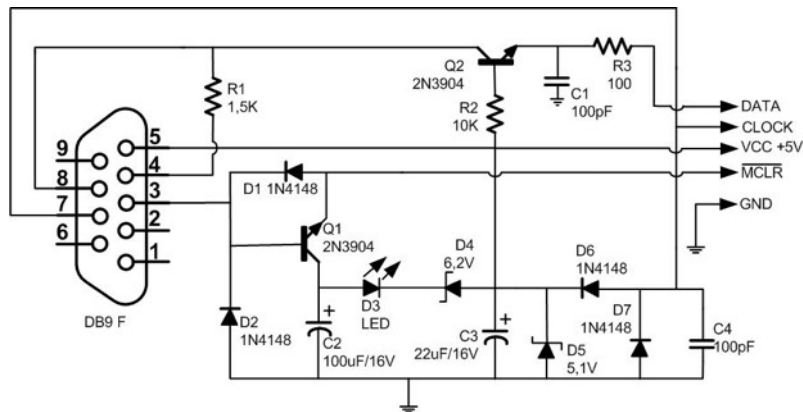 Q2
2N3904
R3
100
R1
1,5K
C1
100pF
R2
10K
DATA
CLOCK
VCC +5V
MCLR
GND
9
8
7
6
5
4
3
2
1
DB9 F
D1 1N4148
Q1
2N3904
D4
6,2V
D6
1N4148
D3
LED
D2
1N4148
C2
100uF/16V
C3
22uF/16V
D5
5,1V
D7
1N4148
C4
100pF
+
+